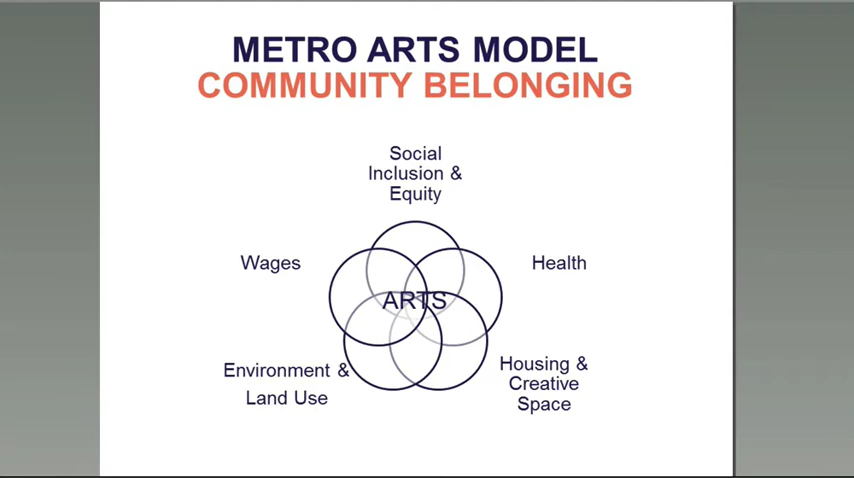 METRO ARTS MODEL
COMMUNITY BELONGING
Social
Inclusion &
Equity
Wages
Health
ARTS
Environment &
Land Use
Housing &
Creative
Space